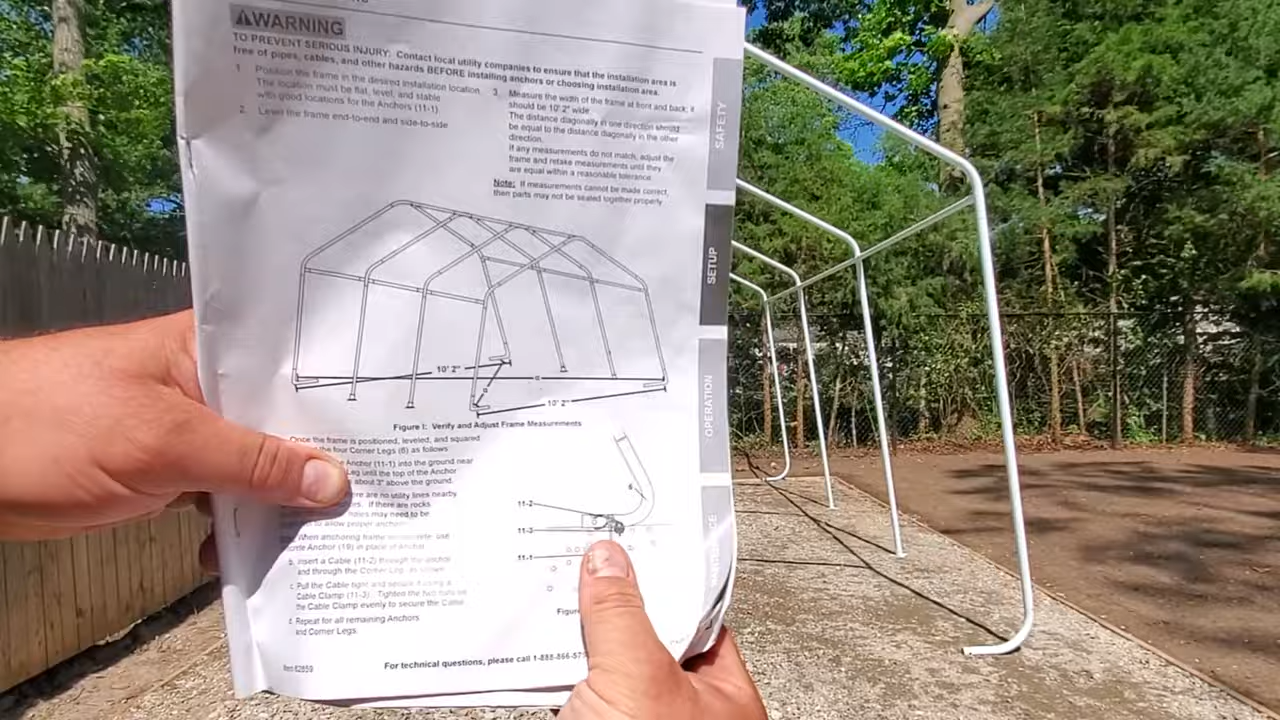 WARNING
TO PREVENT SERIOUS INJURY: Contact local utility companies to ensure that the installation area is
free of pipes, cables, and other hazards BEFORE installing anchors or choosing installation area.
1. Position the frame in the desired installation location.
The location must be flat, level, and stable
with good locations for the Anchors (11-1)
2. Level the frame end-to-end and side-to-side
3. Measure the width of the frame at front and back; it
should be 10' 2" wide
The distance diagonally in one direction should
be equal to the distance diagonally in the other
direction.
If any measurements do not match, adjust the
frame and retake measurements until they
are equal within a reasonable tolerance
Note: If measurements cannot be made correct,
then parts may not be seated together properly
10' 2"
10' 2"
Figure I: Verify and Adjust Frame Measurements
Once the frame is positioned, leveled, and squared
the four Corner Legs (6) as follows
Anchor (11-1) into the ground near
Leg until the top of the Anchor
about 3" above the ground.
are no utility lines nearby
If there are rocks
holes may need to be
to allow proper
When anchoring frame use
Anchor (19) in place of Anchor
b. Insert a Cable (11-2) through the anchor
and through the Corner Leg, as shown
c. Pull the Cable tight and secure it using a
Cable Clamp (11-3). Tighten the two nuts on
the Cable Clamp evenly to secure the Cable
d. Repeat for all remaining Anchors
and Corner Legs.
6
11-2
11-3
11-1
Item 62859
For technical questions, please call 1-888-866-57
SAFETY
SETUP
OPERATION